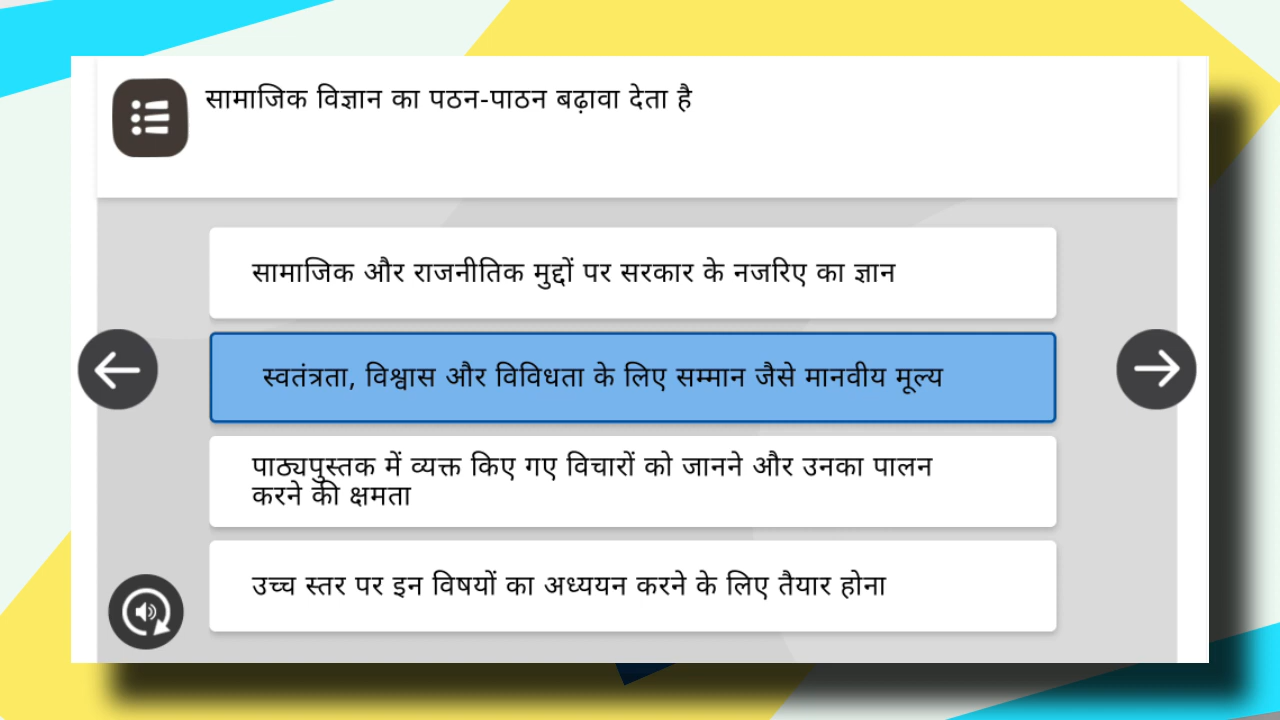 सामाजिक विज्ञान का पठन-पाठन बढ़ावा देता है
सामाजिक और राजनीतिक मुद्दों पर सरकार के नजरिए का ज्ञान
स्वतंत्रता, विश्वास और विविधता के लिए सम्मान जैसे मानवीय मूल्य
पाठ्यपुस्तक में व्यक्त किए गए विचारों को जानने और उनका पालन
करने की क्षमता
उच्च स्तर पर इन विषयों का अध्ययन करने के लिए तैयार होना